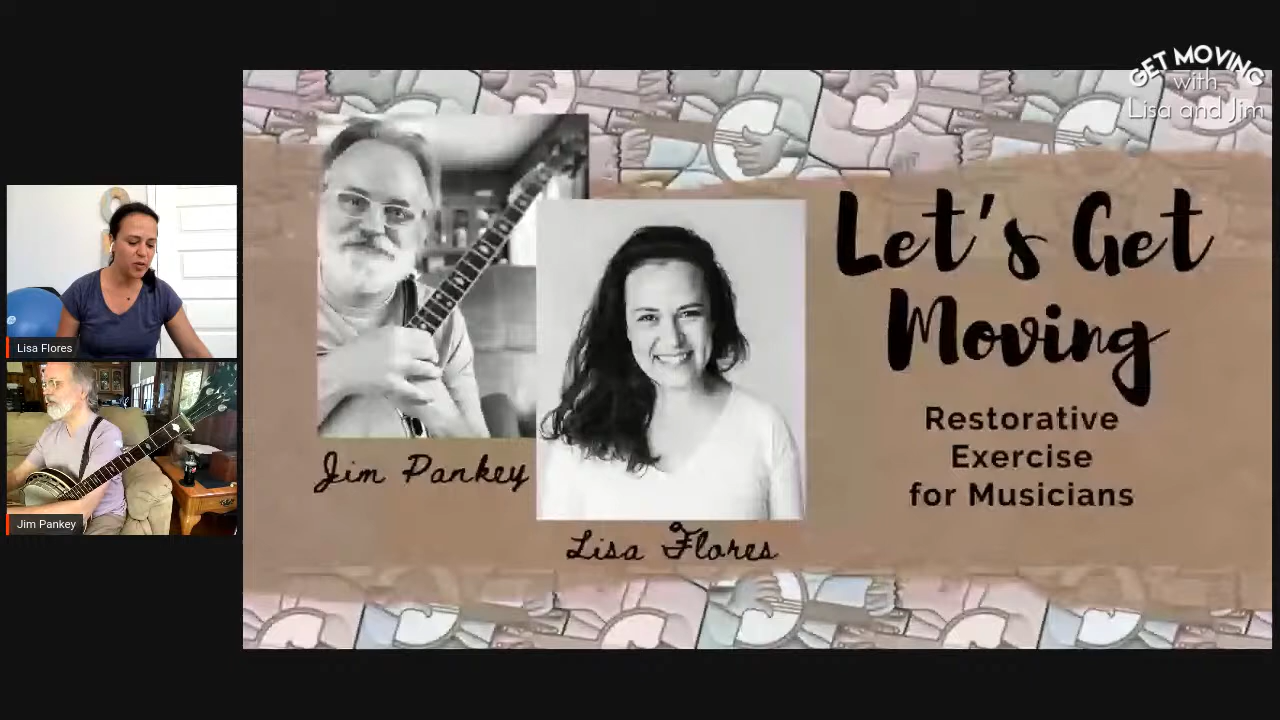 GET MOVING
with
Lisa and Jim
Let's Get
Moving
Restorative
Exercise
for Musicians
Jim Pankey
Lisa Flores
Lisa Flores
Jim Pankey